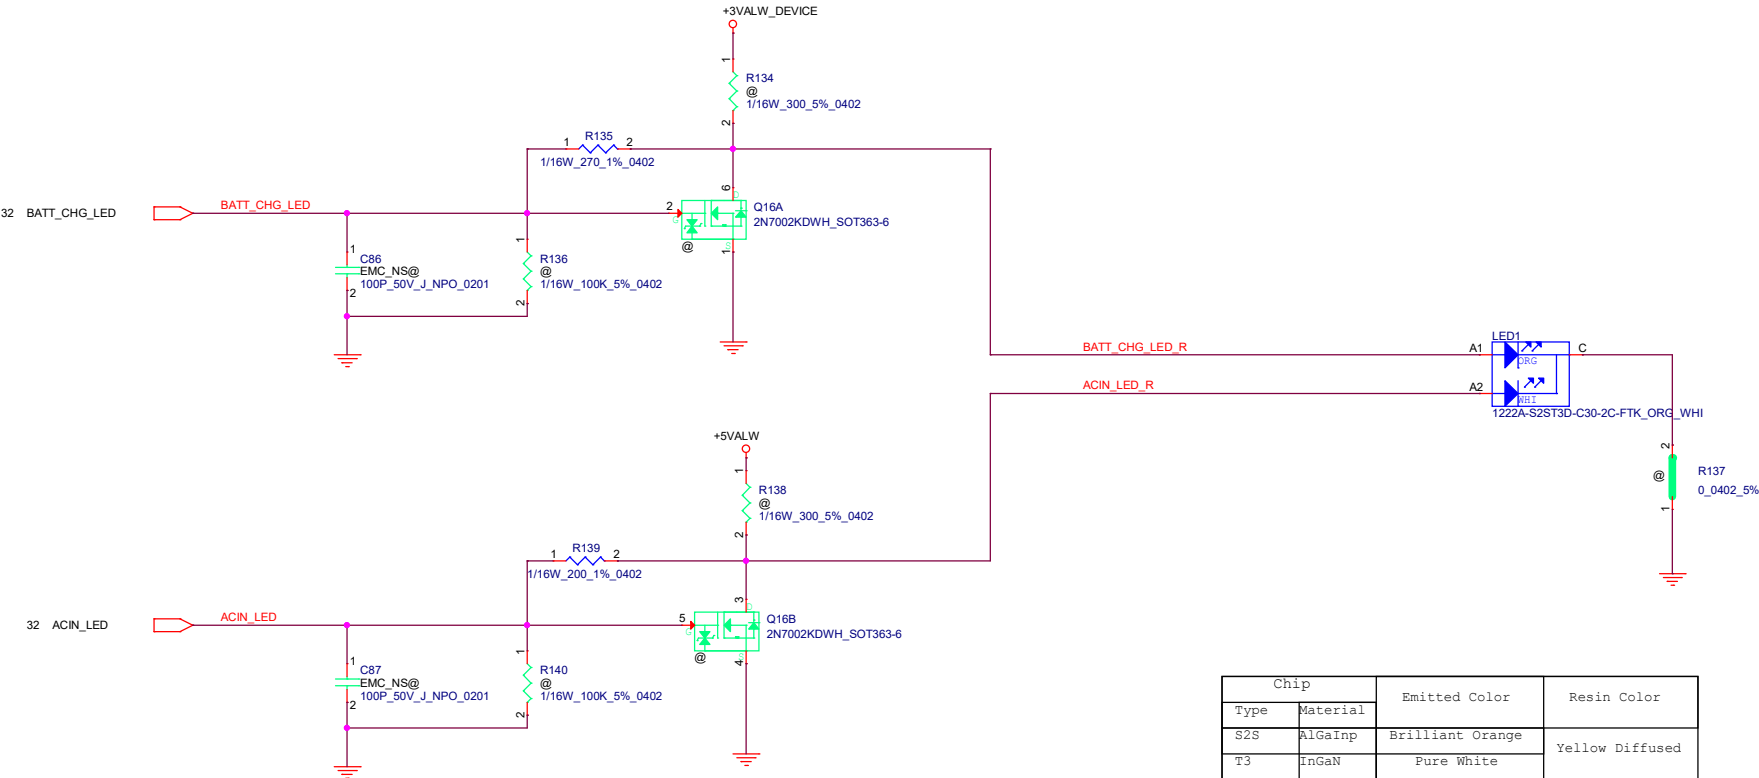 +3VALW_DEVICE
1
R134
@
1/16W_300_5%_0402
2
1 R135 2
1/16W_270_1%_0402
32 BATT_CHG_LED
BATT_CHG_LED
2
6
D
G
S
Q16A
2N7002KDWH_SOT363-6
@
1
1
C86
EMC_NS@
100P_50V_J_NPO_0201
2
1
R136
@
1/16W_100K_5%_0402
2
BATT_CHG_LED_R
ACIN_LED_R
LED1
A1
ORG
C
A2
WHI
1222A-S2ST3D-C30-2C-FTK_ORG_WHI
2
@
R137
0_0402_5%
1
+5VALW
1
R138
@
1/16W_300_5%_0402
2
1 R139 2
1/16W_200_1%_0402
32 ACIN_LED
ACIN_LED
5
3
D
G
S
Q16B
2N7002KDWH_SOT363-6
@
4
1
C87
EMC_NS@
100P_50V_J_NPO_0201
2
1
R140
@
1/16W_100K_5%_0402
2
Chip
Emitted Color
Resin Color
Type
Material
S2S
AlGaInp
Brilliant Orange
Yellow Diffused
T3
InGaN
Pure White